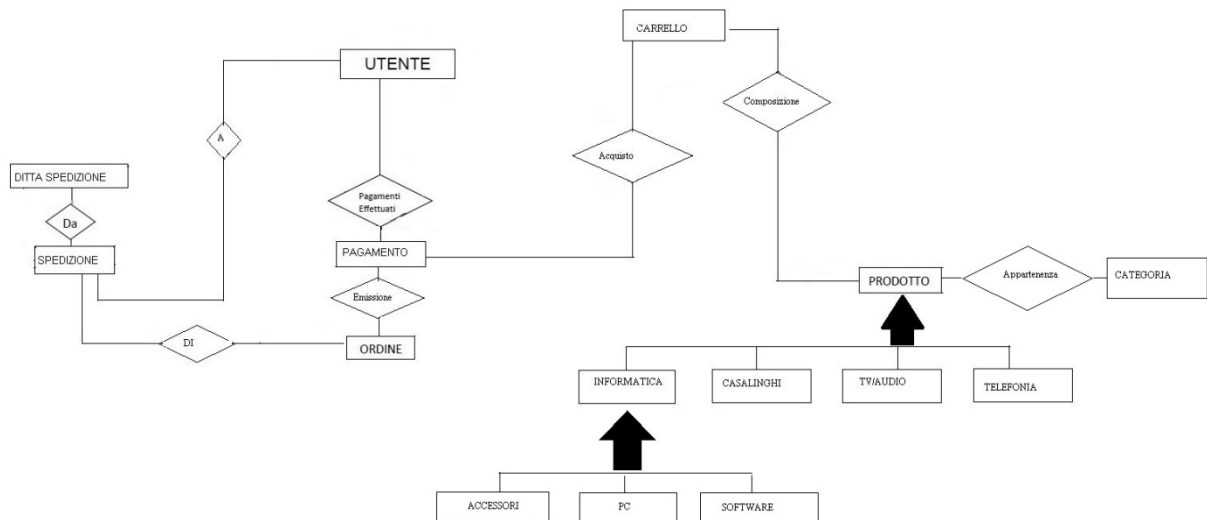 CARRELLO
UTENTE
Composizione
A
Acquisto
DITTA SPEDIZIONE
Pagamenti
Effettuati
Da
PAGAMENTO
SPEDIZIONE
PRODOTTO
Appartenenza
CATEGORIA
Emissione
DI
ORDINE
INFORMATICA
CASALINGHI
TV/AUDIO
TELEFONIA
ACCESSORI
PC
SOFTWARE